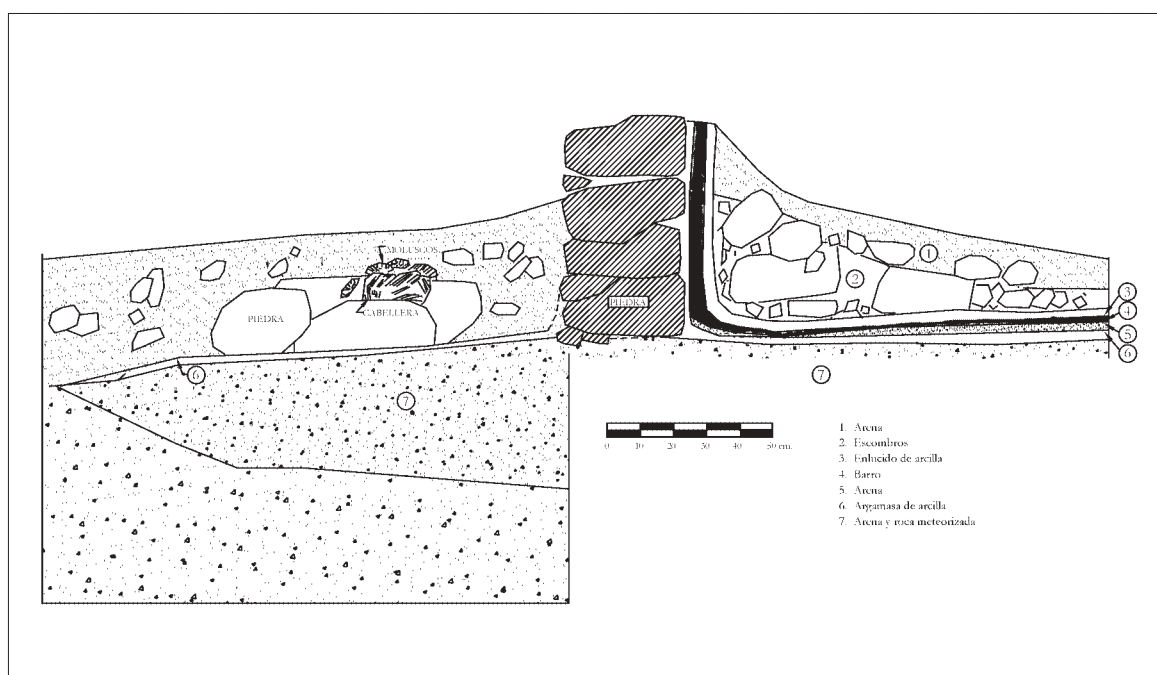 MOLUSCOS
1
PIEDRA
CABELLERA
PIEDRA
1
2
3
4
5
6
6
7
7
0 10 20 30 40 50 cm.
1. Arena
2. Escombros
3. Enlucido de arcilla
4. Barro
5. Arena
6. Argamasa de arcilla
7. Arena y roca meteorizada